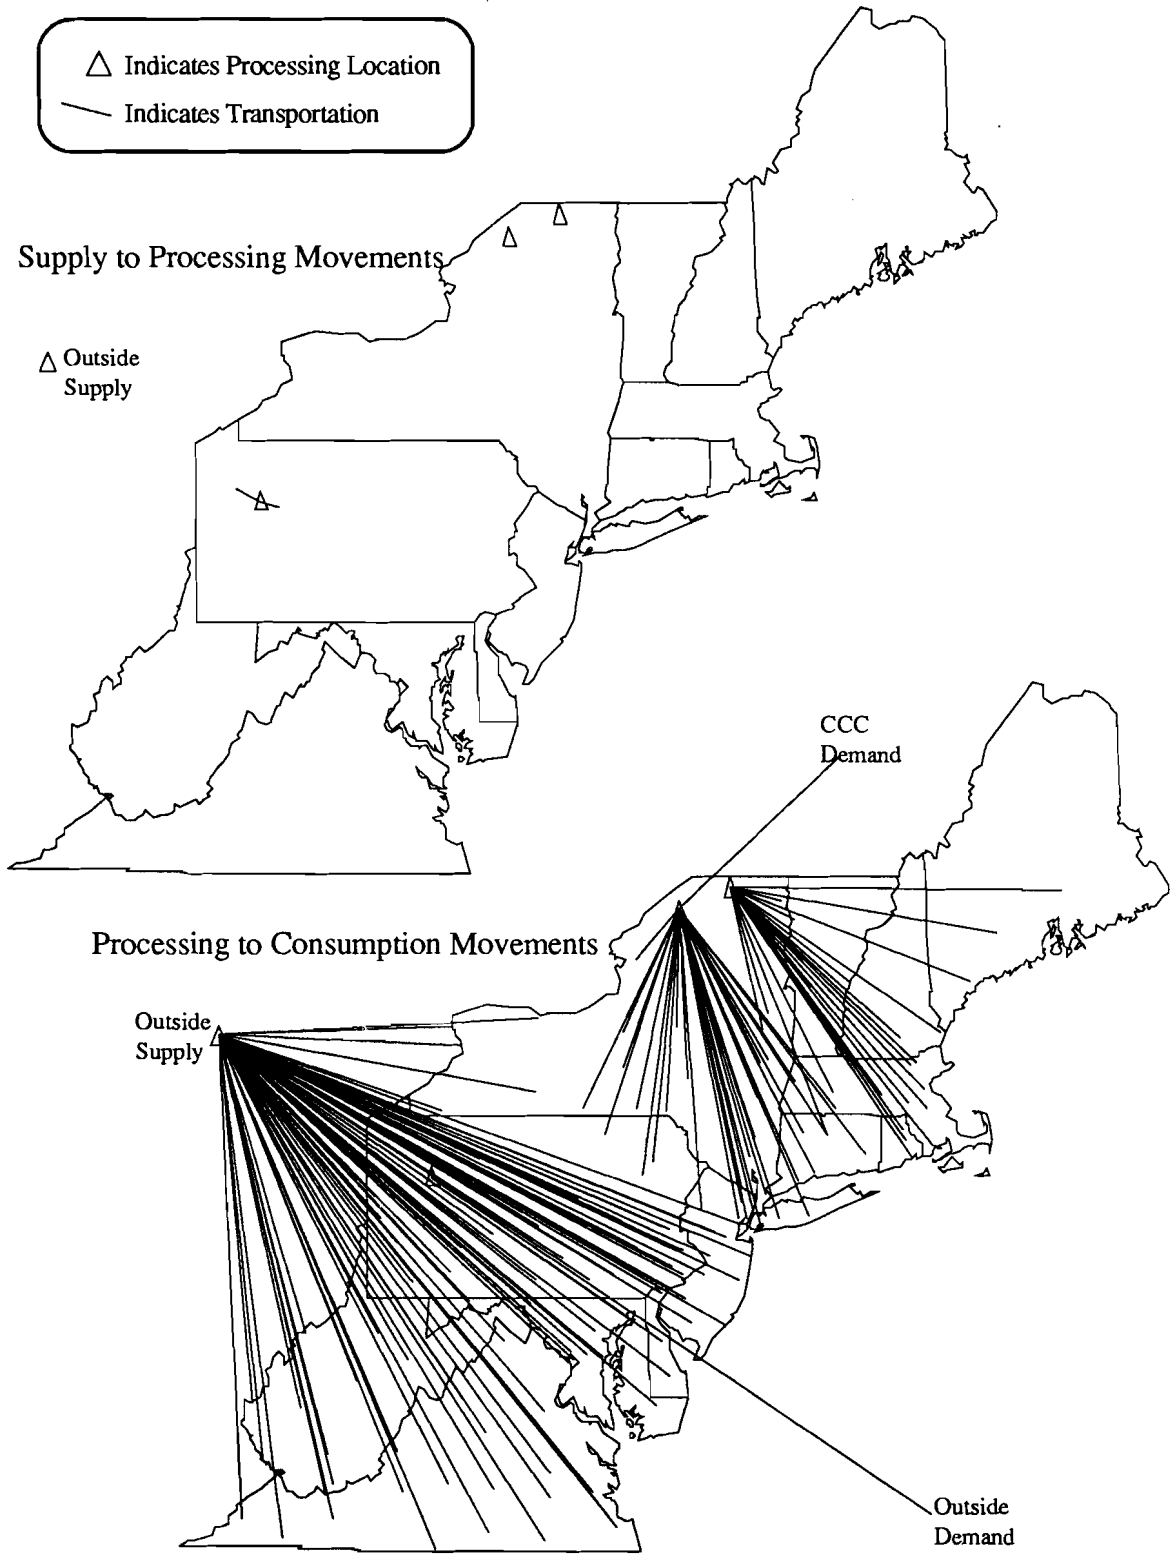 Indicates Processing Location
Indicates Transportation
Supply to Processing Movements
Outside
Supply
CCC
Demand
Processing to Consumption Movements
Outside
Supply
Outside
Demand